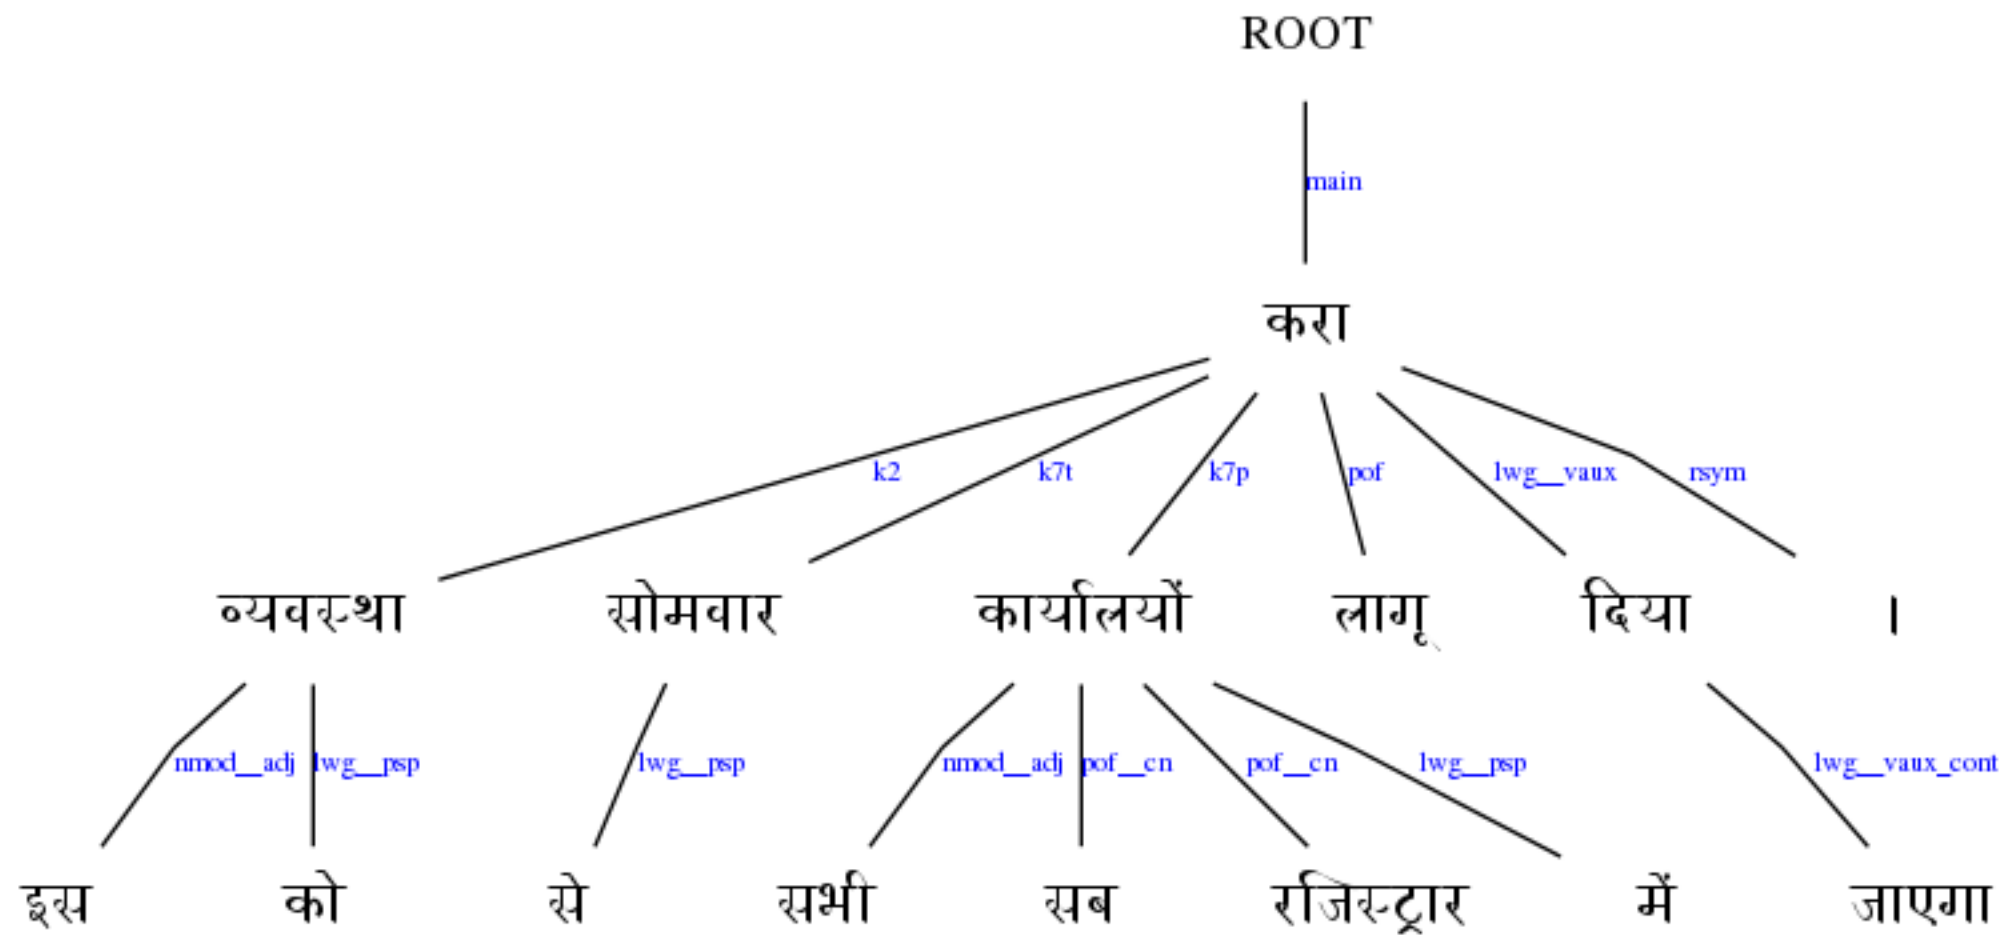 ROOT
main
करा
k2 k7t k7p pof lwg__vaux rsym
व्यवस्था सोमवार कार्यालयों लागू दिया ।
nmod__adj lwg__psp lwg__psp nmod__adj pof__cn pof__cn lwg__psp lwg__vaux_cont
इस को से सभी सब रजिस्ट्रार में जाएगा